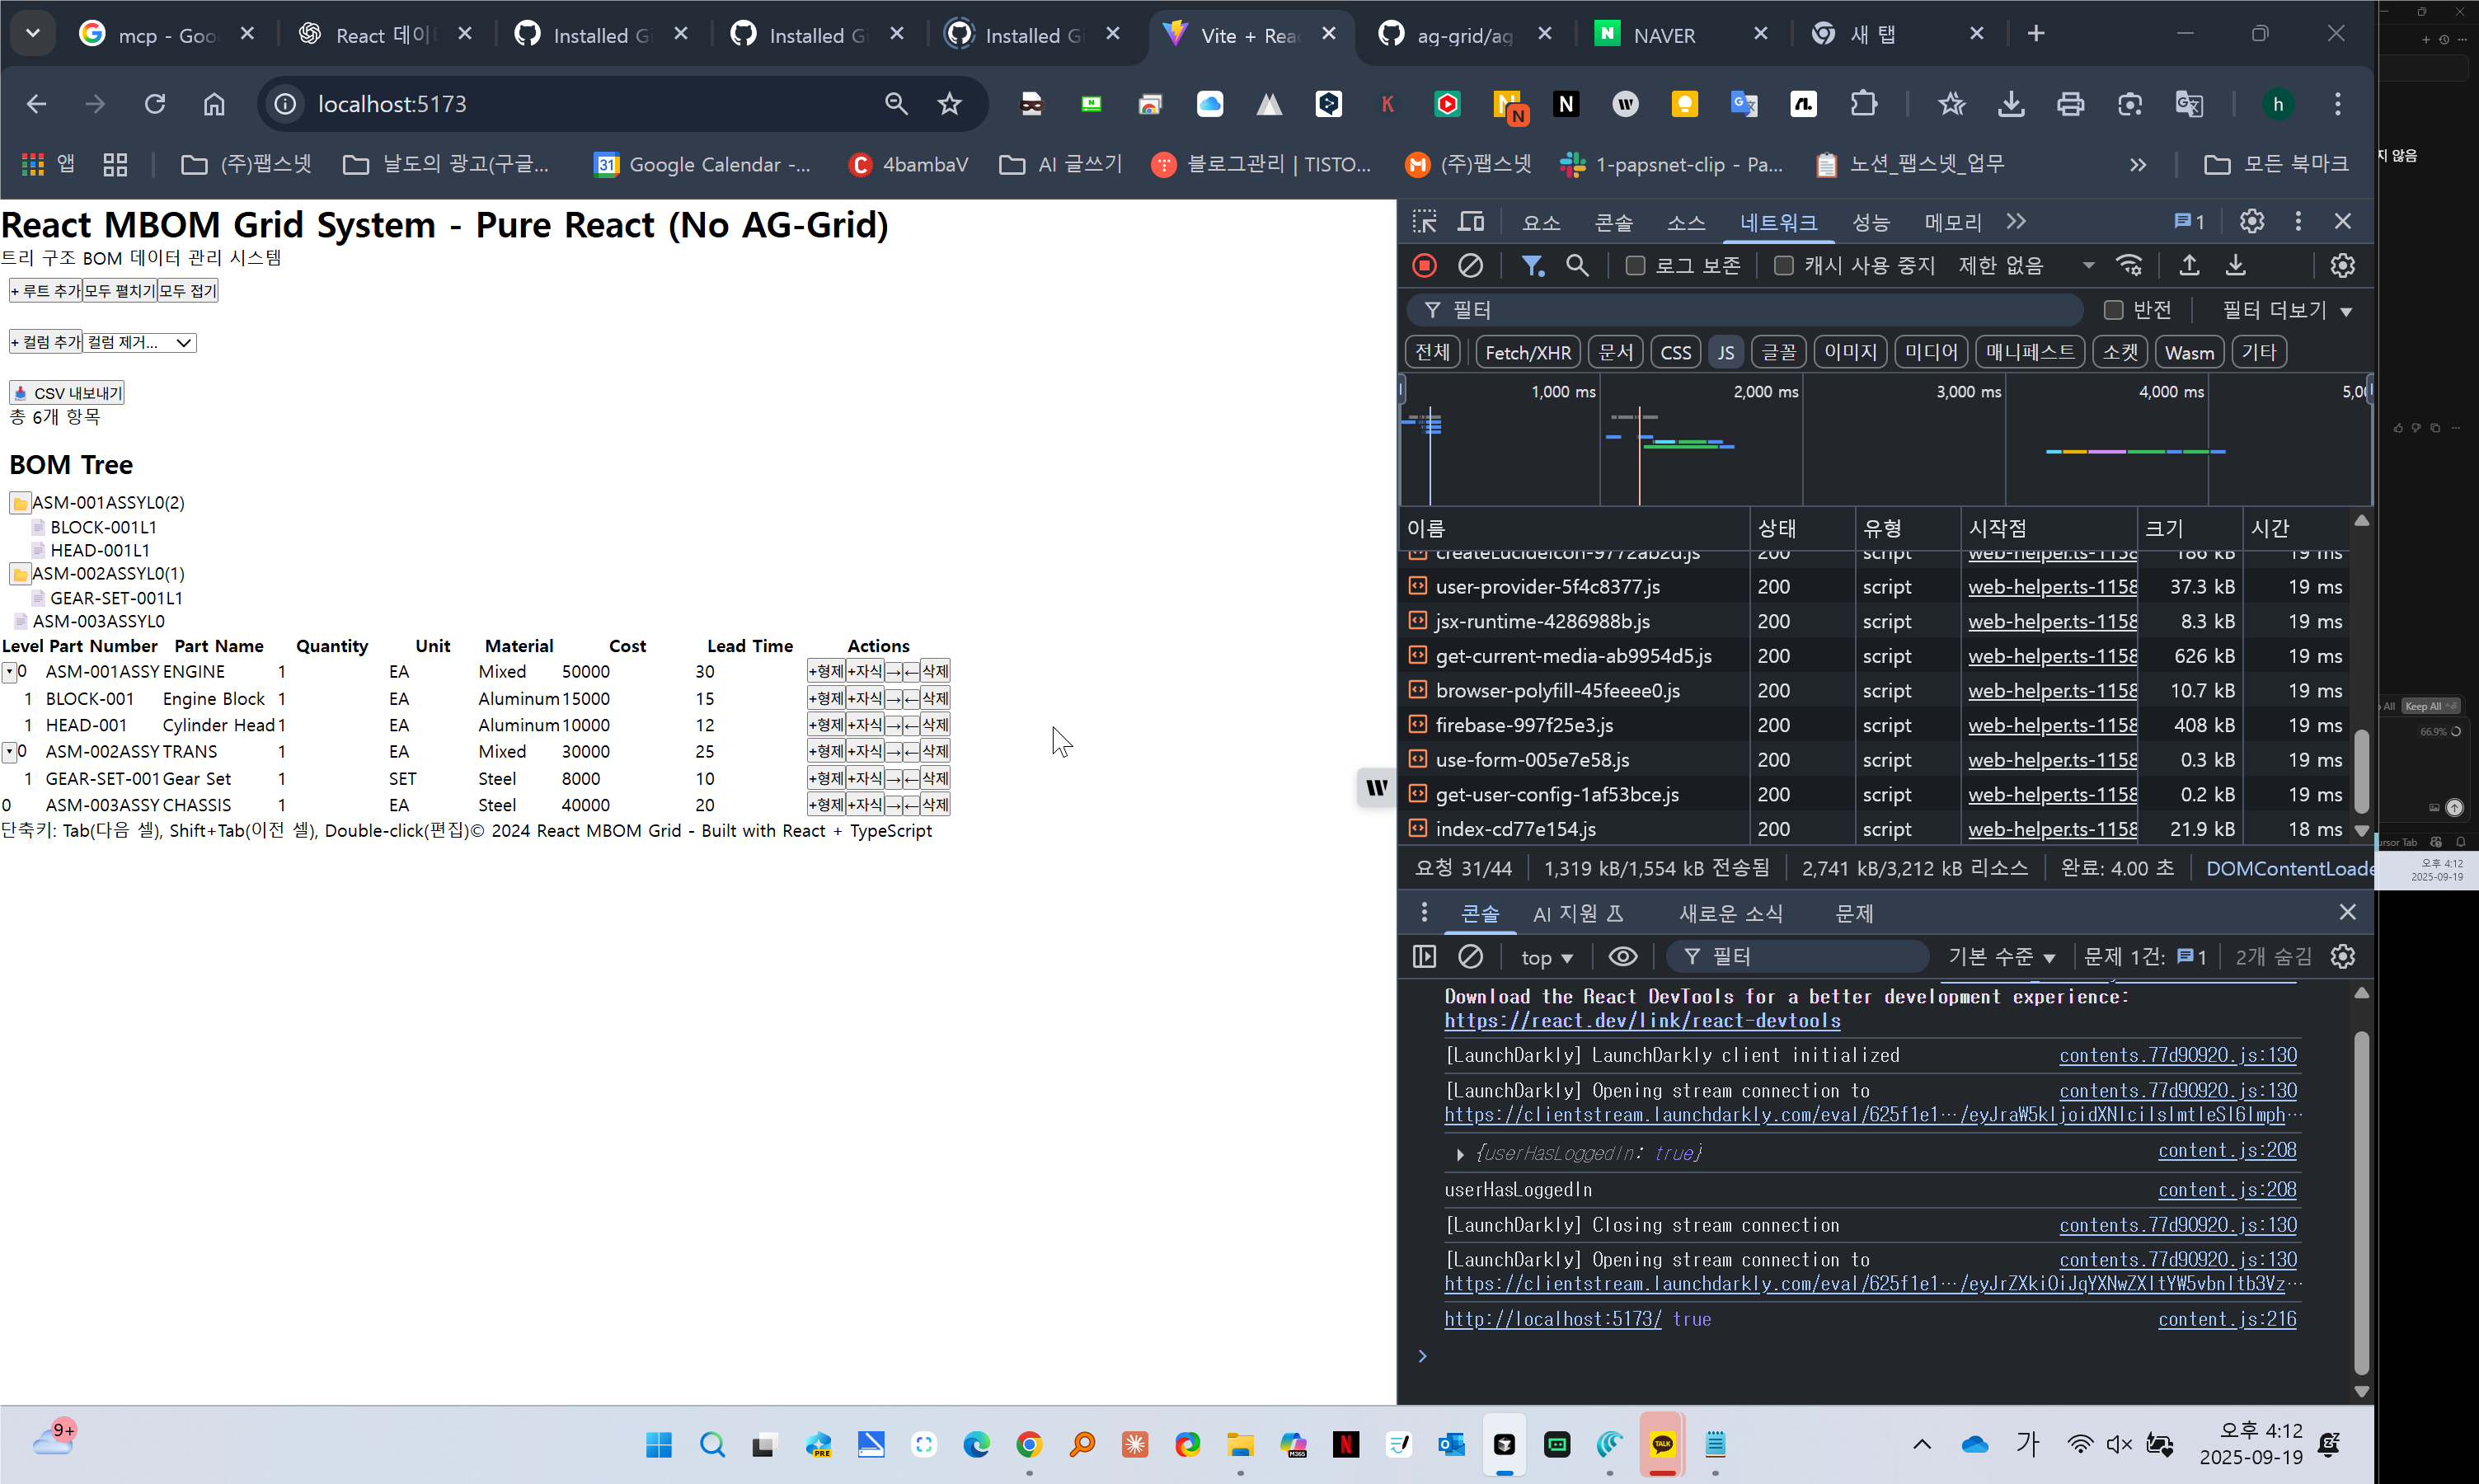 mcp - Goo
React 데이
Installed Gi
Installed Gi
Installed Gi
Vite + Rea
ag-grid/ag-
NAVER
새 탭
localhost:5173
앱
(주)팹스넷
날도의 광고(구글...
Google Calendar -...
4bambaV
AI 글쓰기
블로그관리 | TISTO...
(주)팹스넷
1-papsnet-clip - Pa...
노션_팹스넷_업무
모든 북마크
React MBOM Grid System - Pure React (No AG-Grid)
트리 구조 BOM 데이터 관리 시스템
+ 루트 추가 모두 펼치기 모두 접기
+ 컬럼 추가 컬럼 제거...
CSV 내보내기
총 6개 항목
BOM Tree
ASM-001ASSYL0(2)
BLOCK-001L1
HEAD-001L1
ASM-002ASSYL0(1)
GEAR-SET-001L1
ASM-003ASSYL0
Level Part Number Part Name Quantity Unit Material Cost Lead Time Actions
▾ 0 ASM-001ASSY ENGINE 1 EA Mixed 50000 30 +형제 +자식 → ← 삭제
1 BLOCK-001 Engine Block 1 EA Aluminum 15000 15 +형제 +자식 → ← 삭제
1 HEAD-001 Cylinder Head 1 EA Aluminum 10000 12 +형제 +자식 → ← 삭제
▾ 0 ASM-002ASSY TRANS 1 EA Mixed 30000 25 +형제 +자식 → ← 삭제
1 GEAR-SET-001 Gear Set 1 SET Steel 8000 10 +형제 +자식 → ← 삭제
0 ASM-003ASSY CHASSIS 1 EA Steel 40000 20 +형제 +자식 → ← 삭제
단축키: Tab(다음 셀), Shift+Tab(이전 셀), Double-click(편집)© 2024 React MBOM Grid - Built with React + TypeScript
요소 콘솔 소스 네트워크 성능 메모리 1
로그 보존 캐시 사용 중지 제한 없음
필터 반전 필터 더보기
전체 Fetch/XHR 문서 CSS JS 글꼴 이미지 미디어 매니페스트 소켓 Wasm 기타
1,000 ms 2,000 ms 3,000 ms 4,000 ms 5,0
이름 상태 유형 시작점 크기 시간
createLucideIcon-9772ab2d.js 200 script web-helper.ts-1158 186 kB 19 ms
user-provider-5f4c8377.js 200 script web-helper.ts-1158 37.3 kB 19 ms
jsx-runtime-4286988b.js 200 script web-helper.ts-1158 8.3 kB 19 ms
get-current-media-ab9954d5.js 200 script web-helper.ts-1158 626 kB 19 ms
browser-polyfill-45feeee0.js 200 script web-helper.ts-1158 10.7 kB 19 ms
firebase-997f25e3.js 200 script web-helper.ts-1158 408 kB 19 ms
use-form-005e7e58.js 200 script web-helper.ts-1158 0.3 kB 19 ms
get-user-config-1af53bce.js 200 script web-helper.ts-1158 0.2 kB 19 ms
index-cd77e154.js 200 script web-helper.ts-1158 21.9 kB 18 ms
요청 31/44 1,319 kB/1,554 kB 전송됨 2,741 kB/3,212 kB 리소스 완료: 4.00 초 DOMContentLoade
콘솔 AI 지원 새로운 소식 문제
top 필터 기본 수준 문제 1건: 1 2개 숨김
Download the React DevTools for a better development experience:
https://react.dev/link/react-devtools
[LaunchDarkly] LaunchDarkly client initialized contents.77d90920.js:130
[LaunchDarkly] Opening stream connection to contents.77d90920.js:130
https://clientstream.launchdarkly.com/eval/625f1e1…/eyJraW5kIjoidXNlciIsImtleSI6Imph…
{userHasLoggedIn: true} content.js:208
userHasLoggedIn content.js:208
[LaunchDarkly] Closing stream connection contents.77d90920.js:130
[LaunchDarkly] Opening stream connection to contents.77d90920.js:130
https://clientstream.launchdarkly.com/eval/625f1e1…/eyJrZXkiOiJqYXNwZXItYW5vbnltb3Vz…
http://localhost:5173/ true content.js:216
지 않음
Keep All
66.9%
오후 4:12
2025-09-19
9+
가
오후 4:12
2025-09-19